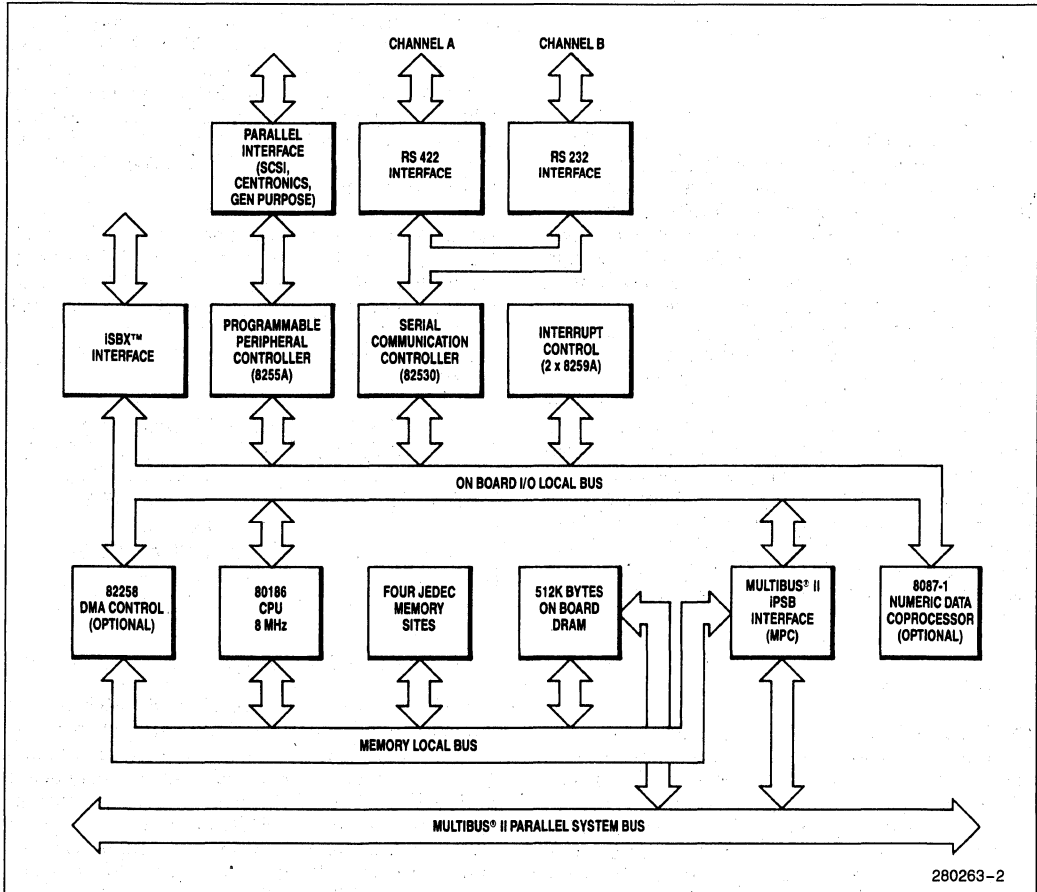 CHANNEL A
CHANNEL B
PARALLEL
INTERFACE
(SCSI,
CENTRONICS,
GEN PURPOSE)
RS 422
INTERFACE
RS 232
INTERFACE
iSBX™
INTERFACE
PROGRAMMABLE
PERIPHERAL
CONTROLLER
(8255A)
SERIAL
COMMUNICATION
CONTROLLER
(82530)
INTERRUPT
CONTROL
(2 x 8259A)
ON BOARD I/O LOCAL BUS
82258
DMA CONTROL
(OPTIONAL)
80186
CPU
8 MHz
FOUR JEDEC
MEMORY
SITES
512K BYTES
ON BOARD
DRAM
MULTIBUS® II
iPSB
INTERFACE
(MPC)
8087-1
NUMERIC DATA
COPROCESSOR
(OPTIONAL)
MEMORY LOCAL BUS
MULTIBUS® II PARALLEL SYSTEM BUS
280263-2